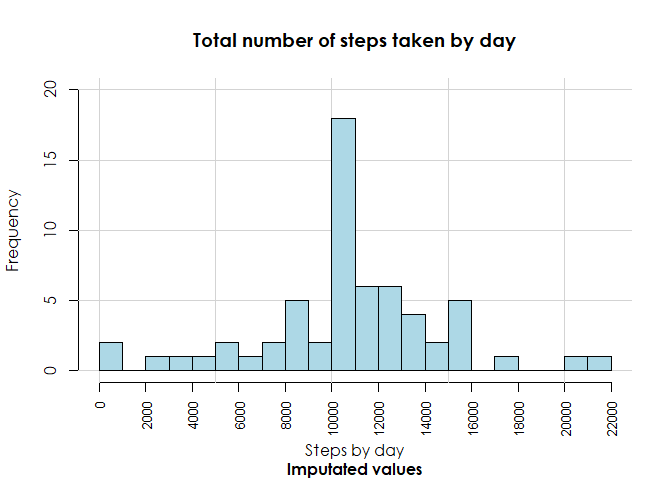 Total number of steps taken by day
Frequency
20
15
10
5
0
0 2000 4000 6000 8000 10000 12000 14000 16000 18000 20000 22000
Steps by day
Imputated values